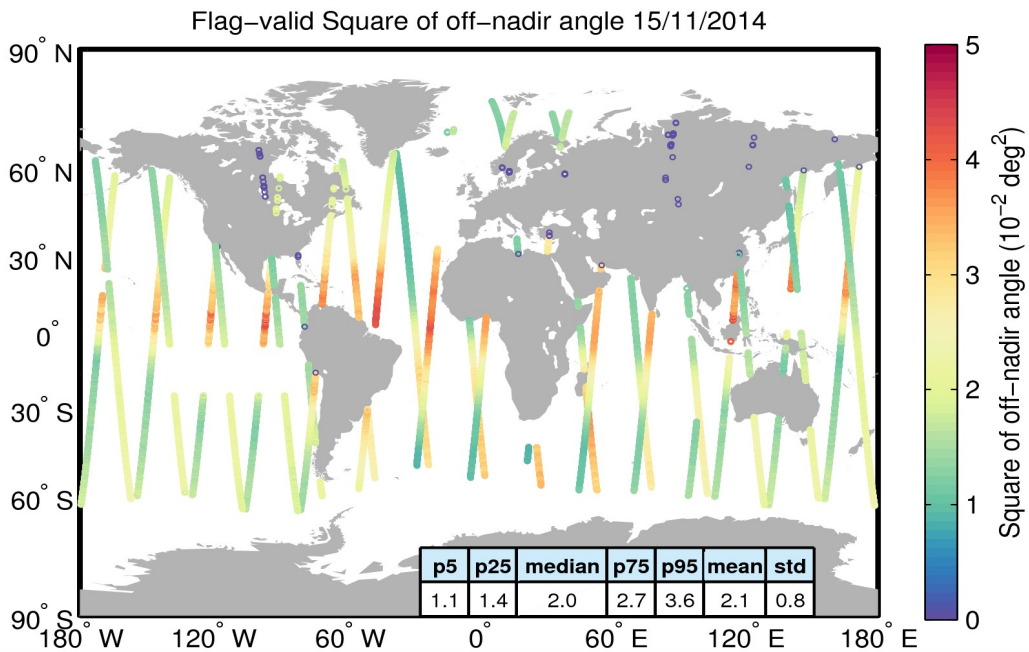 Flag−valid Square of off−nadir angle 15/11/2014
90° N
60° N
30° N
0°
30° S
60° S
90° S
180° W
120° W
60° W
0°
60° E
120° E
180° E
p5 p25 median p75 p95 mean std
1.1 1.4 2.0 2.7 3.6 2.1 0.8
5
4
3
2
1
0
Square of off−nadir angle (10⁻² deg²)